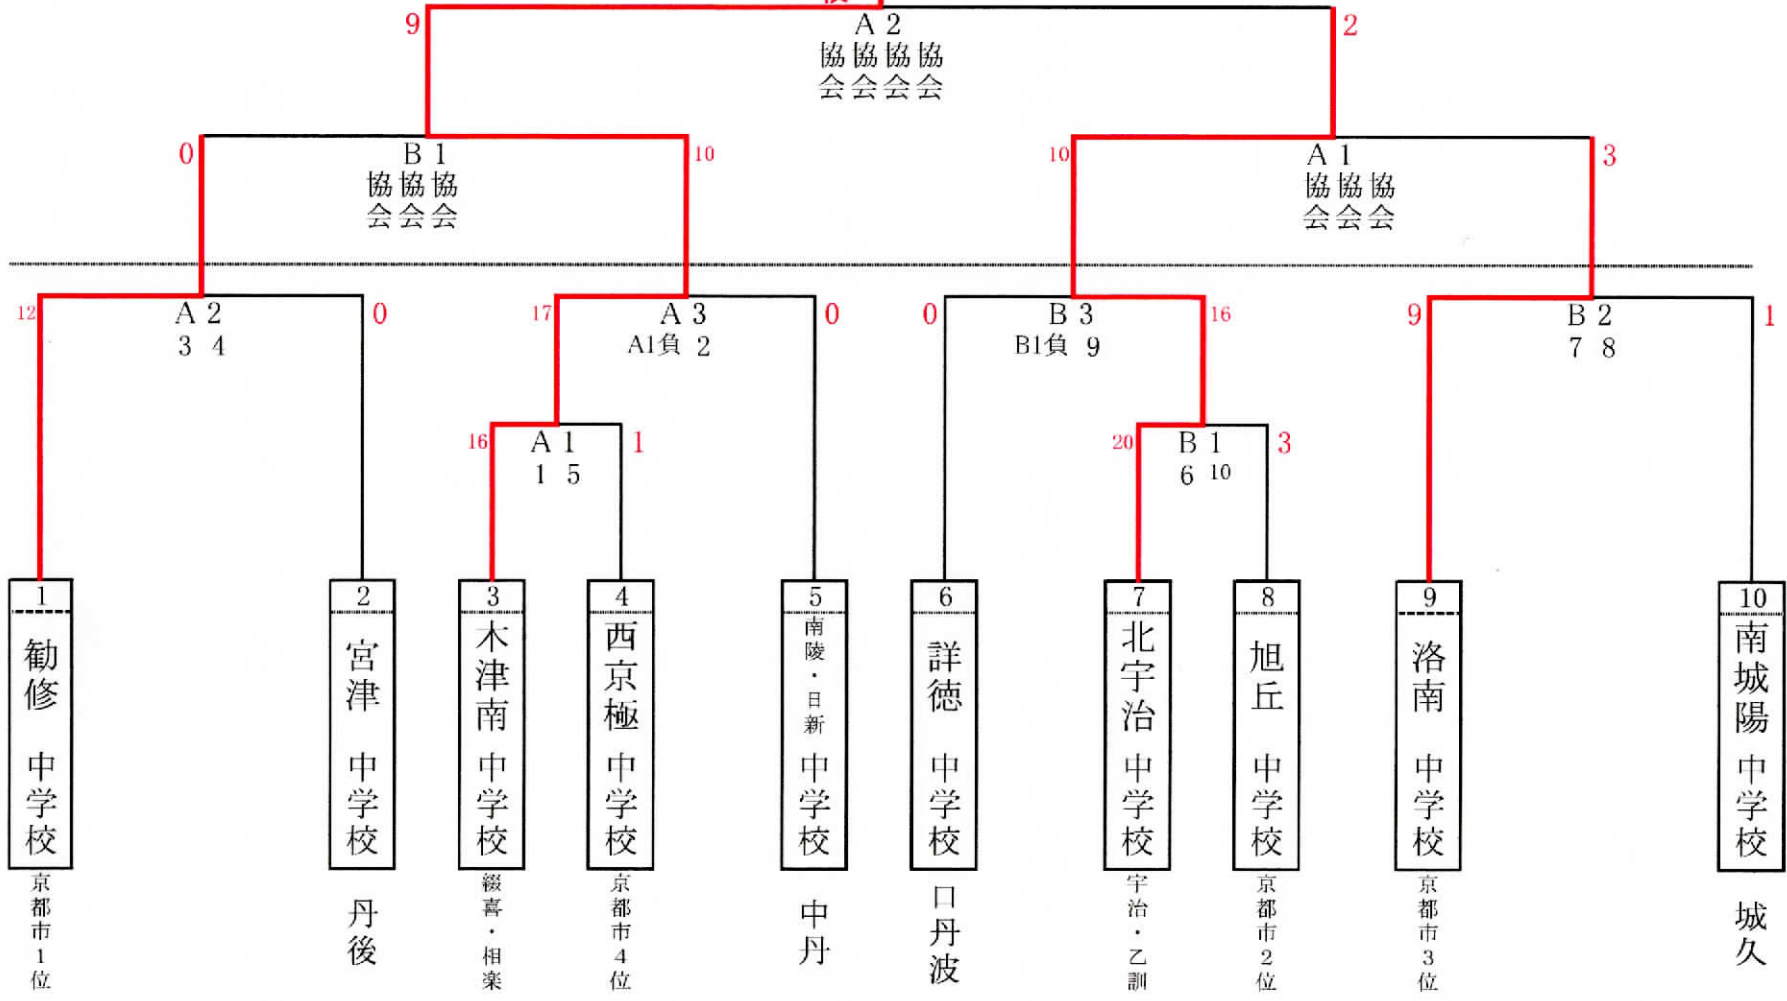 9 A 2 2
協 協 協 協
会 会 会 会
0 B 1 10
協 協 協
会 会 会
10 A 1 3
協 協 協
会 会 会
12 A 2 0
3 4
17 A 3 0
A1負 2
0 B 3 16
B1負 9
9 B 2 1
7 8
16 A 1 1
1 5
20 B 1 3
6 10
1
勧修 中学校
京都市1位
2
宮津 中学校
丹後
3
木津南 中学校
綴喜・相楽
4
西京極 中学校
京都市4位
5
南陵・日新 中学校
中丹
6
詳徳 中学校
口丹波
7
北宇治 中学校
宇治・乙訓
8
旭丘 中学校
京都市2位
9
洛南 中学校
京都市3位
10
南城陽 中学校
城久